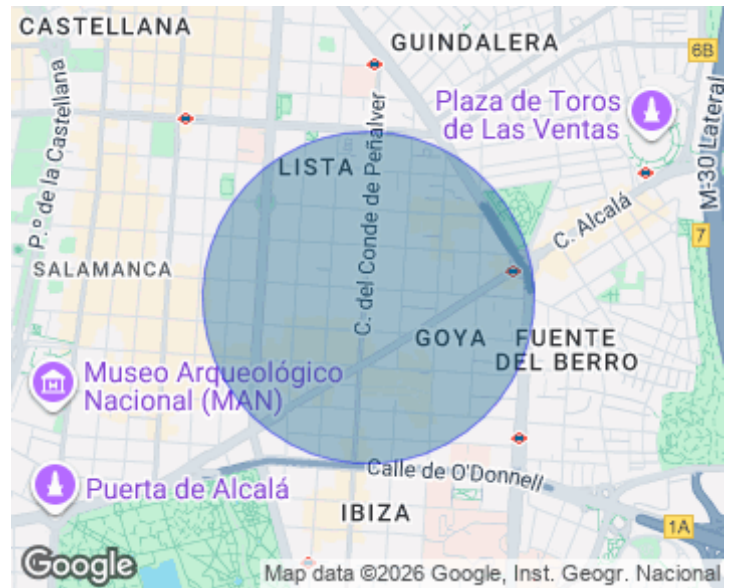 CASTELLANA
GUINDALERA
6B
Plaza de Toros
de Las Ventas
M-30 Lateral
P.º de la Castellana
C. del Conde de Peñalver
LISTA
C. Alcalá
7
SALAMANCA
GOYA
FUENTE
DEL BERRO
Museo Arqueológico
Nacional (MAN)
Calle de O'Donnell
Puerta de Alcalá
IBIZA
1A
Google
Map data ©2026 Google, Inst. Geogr. Nacional